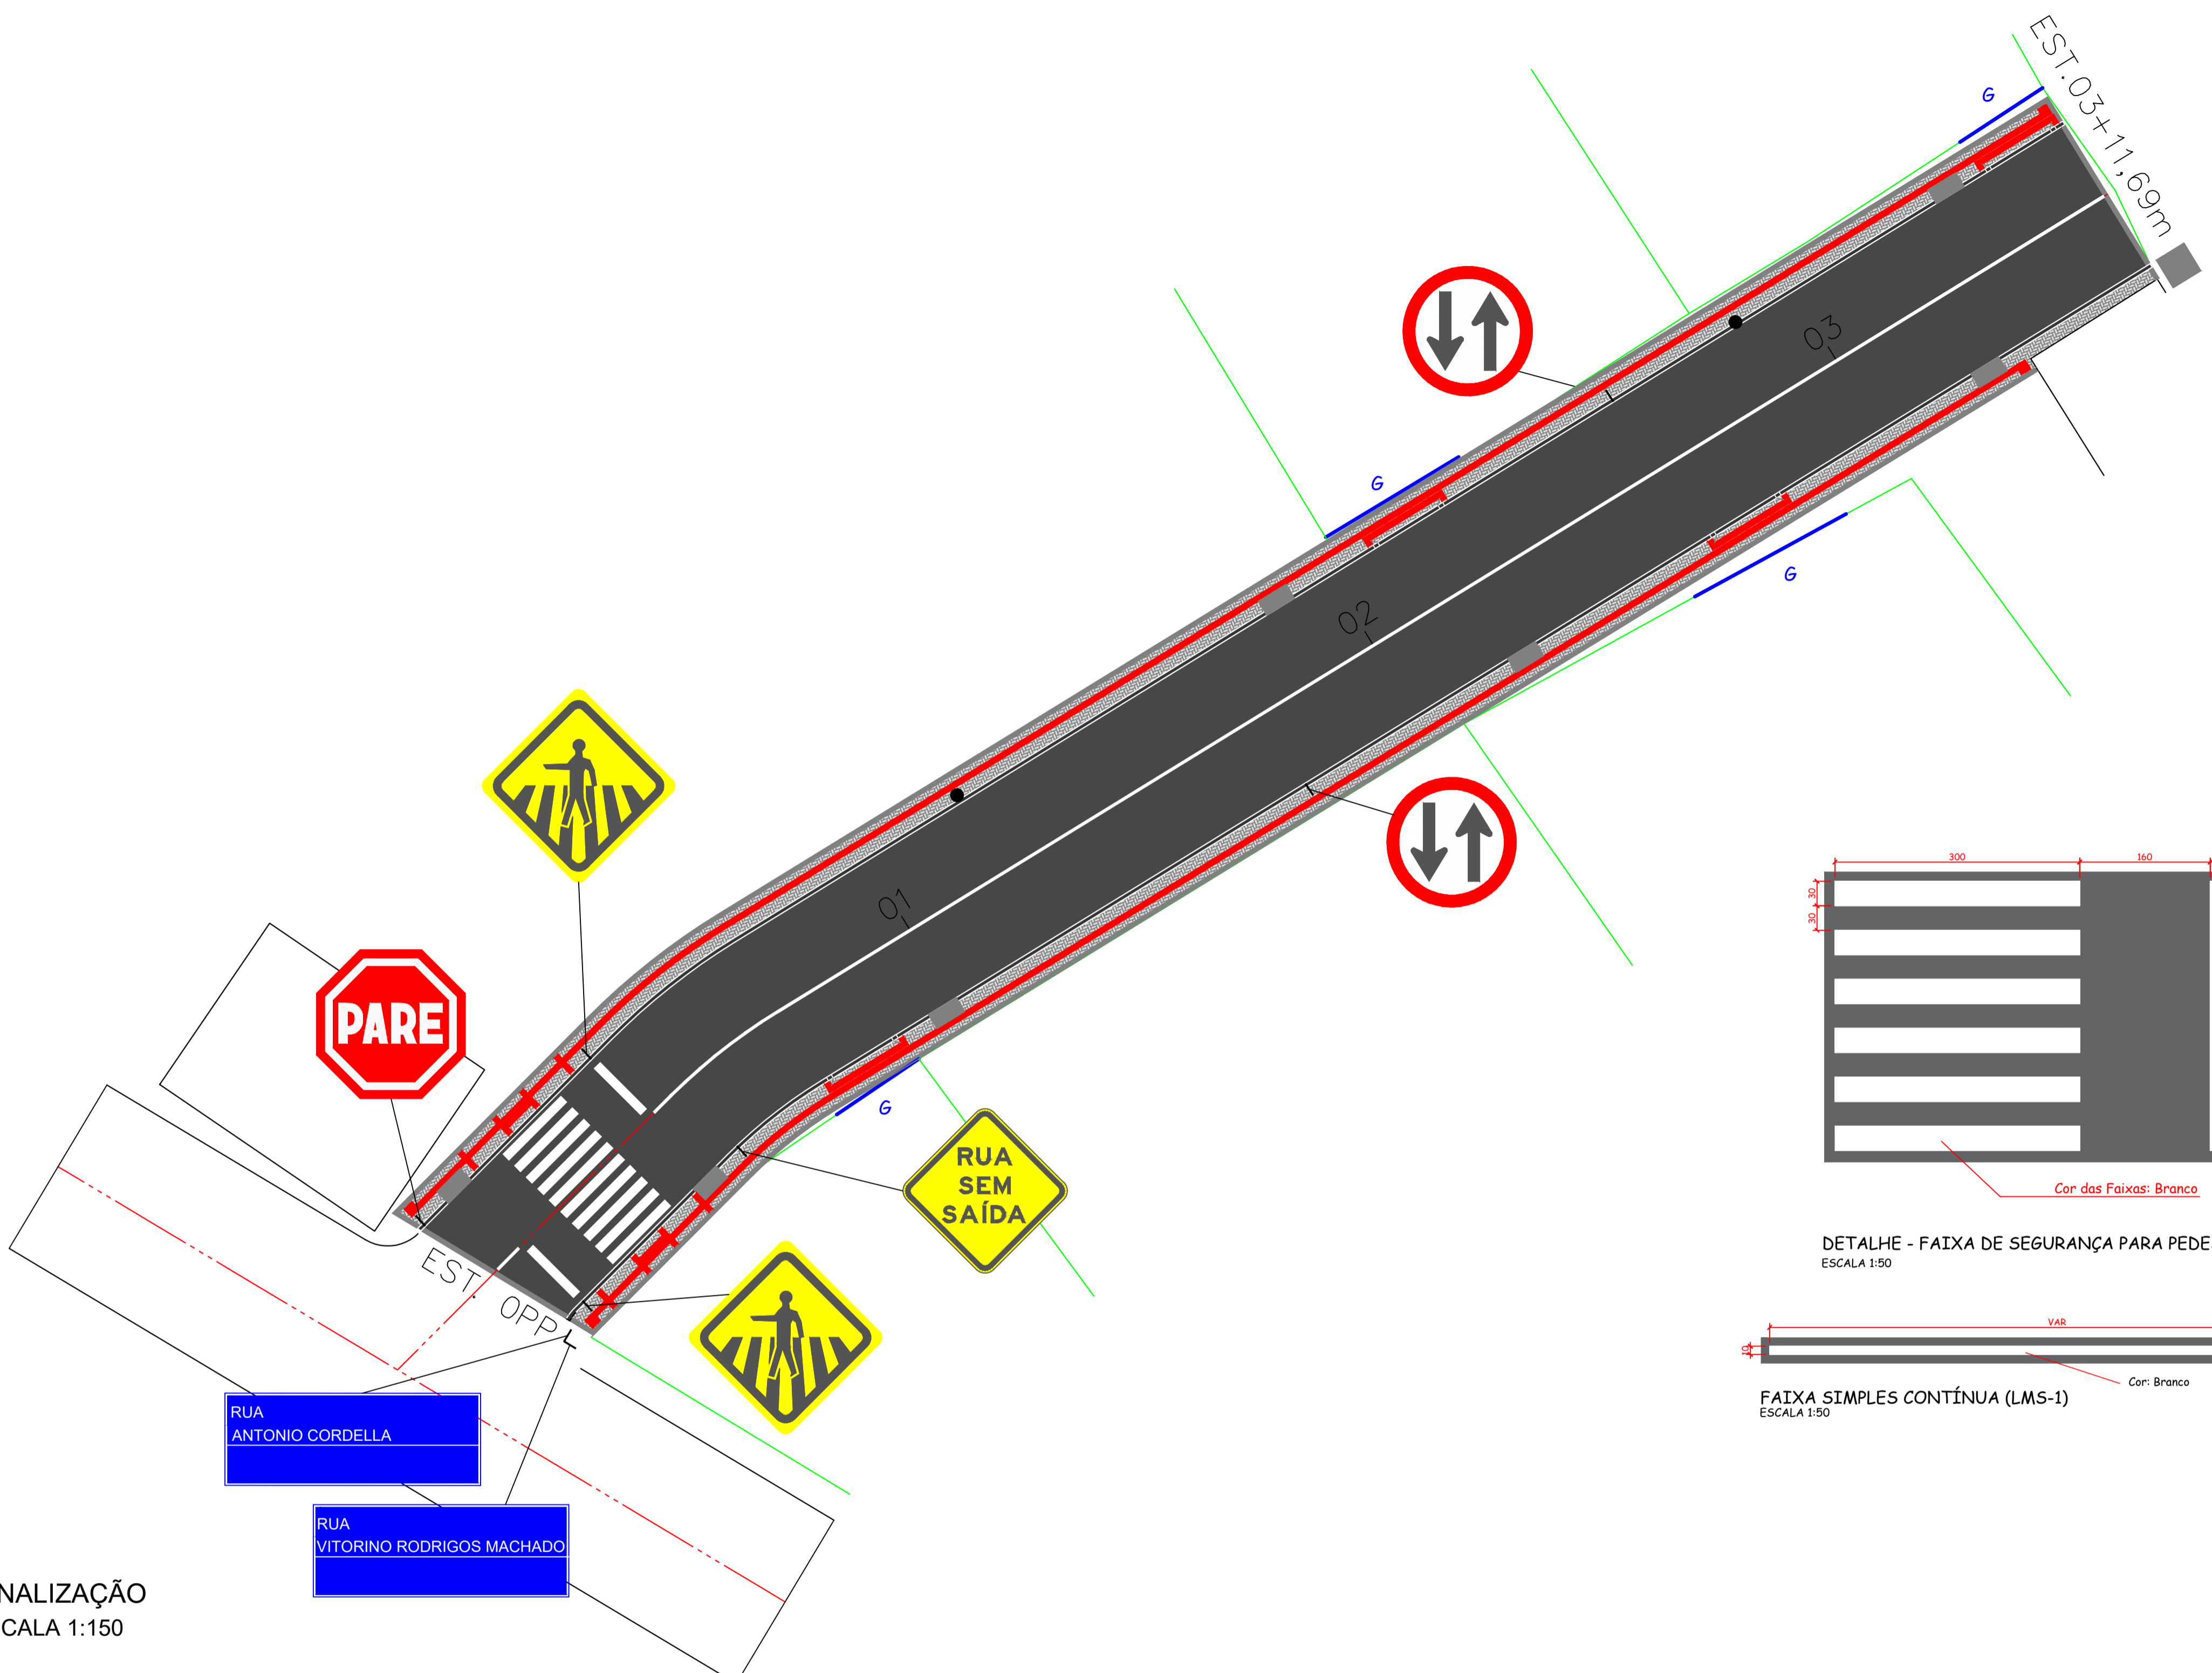 EST.03+11,69m
G
03
G
02
G
01
G
PARE
RUA
SEM
SAÍDA
EST. 0PP
RUA
ANTONIO CORDELLA
RUA
VITORINO RODRIGOS MACHADO
NALIZAÇÃO
CALA 1:150
300
160
30
30
Cor das Faixas: Branco
DETALHE - FAIXA DE SEGURANÇA PARA PEDE
ESCALA 1:50
VAR
10
Cor: Branco
FAIXA SIMPLES CONTÍNUA (LMS-1)
ESCALA 1:50